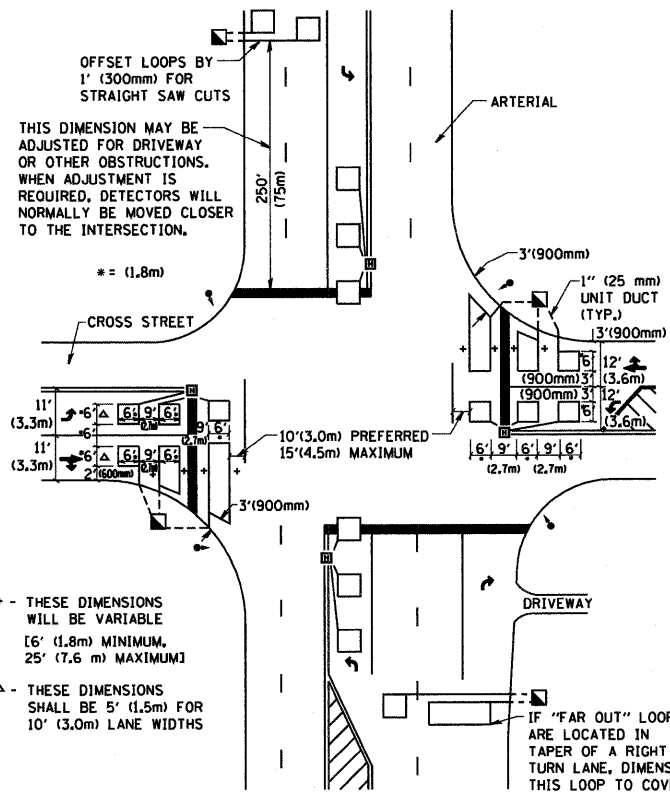 OFFSET LOOPS BY
1' (300mm) FOR
STRAIGHT SAW CUTS
ARTERIAL
THIS DIMENSION MAY BE
ADJUSTED FOR DRIVEWAY
OR OTHER OBSTRUCTIONS.
WHEN ADJUSTMENT IS
REQUIRED, DETECTORS WILL
NORMALLY BE MOVED CLOSER
TO THE INTERSECTION.
250'
(75m)
* = (1.8m)
H
3'(900mm)
1" (25 mm)
UNIT DUCT
(TYP.)
3'(900mm)
CROSS STREET
+ + + +
6' 12'
(900mm) 3' (3.6m)
(900mm) 3' 12'
6' (3.6m)
H
11'
(3.3m)
*6' △ 6' 9' 6'
(2.7m)
*6'
9' 6'
(2.7m)
11'
(3.3m)
*6' △ 6' 9' 6'
(2.7m)
2' (600mm)
+ + +
10'(3.0m) PREFERRED
15'(4.5m) MAXIMUM
H
6' 9' 6' 9' 6'
(2.7m) (2.7m)
3'(900mm)
H
+ - THESE DIMENSIONS
WILL BE VARIABLE
[6' (1.8m) MINIMUM,
25' (7.6 m) MAXIMUM]
DRIVEWAY
△ - THESE DIMENSIONS
SHALL BE 5' (1.5m) FOR
10' (3.0m) LANE WIDTHS
IF "FAR OUT" LOOP
ARE LOCATED IN
TAPER OF A RIGHT
TURN LANE, DIMENS
THIS LOOP TO COV